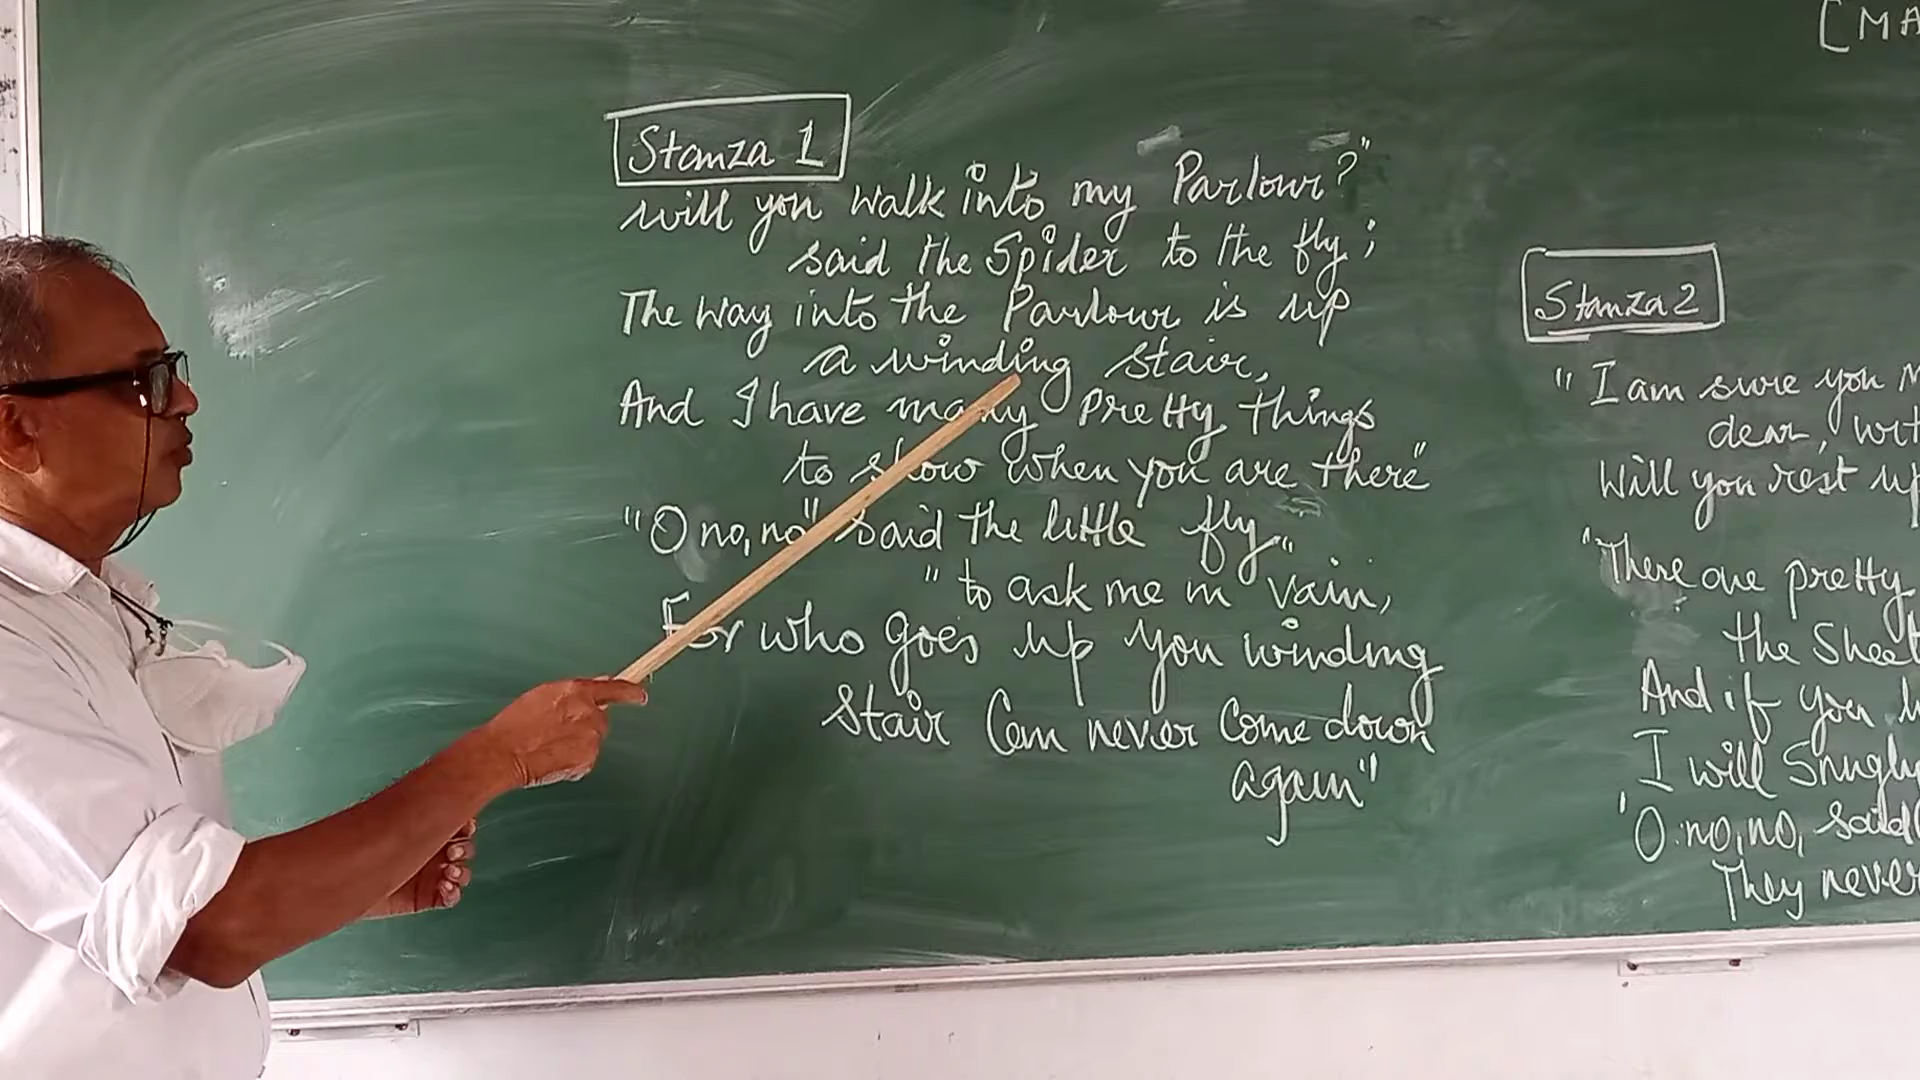 [MA
Stanza 1
will you walk into my Parlour?"
said the Spider to the fly;
The way into the Parlour is up
a winding stair,
And I have many pretty things
to show when you are there"
"O no, no" said the little fly"
"to ask me in vain,
For who goes up you winding
Stair Can never Come down
again"
Stanza 2
"I am sure you
dear, wit
Will you rest up
"There are pretty
the Sheet
And if you
I will Snugly
'O no, no, said
They never